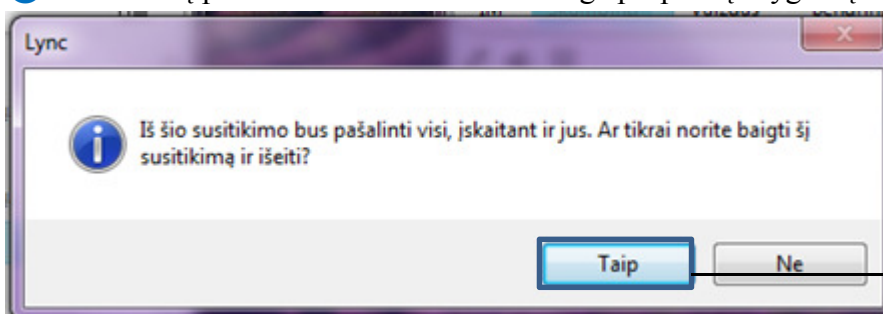 Lync
Iš šio susitikimo bus pašalinti visi, įskaitant ir jus. Ar tikrai norite baigti šį
susitikimą ir išeiti?
Taip Ne